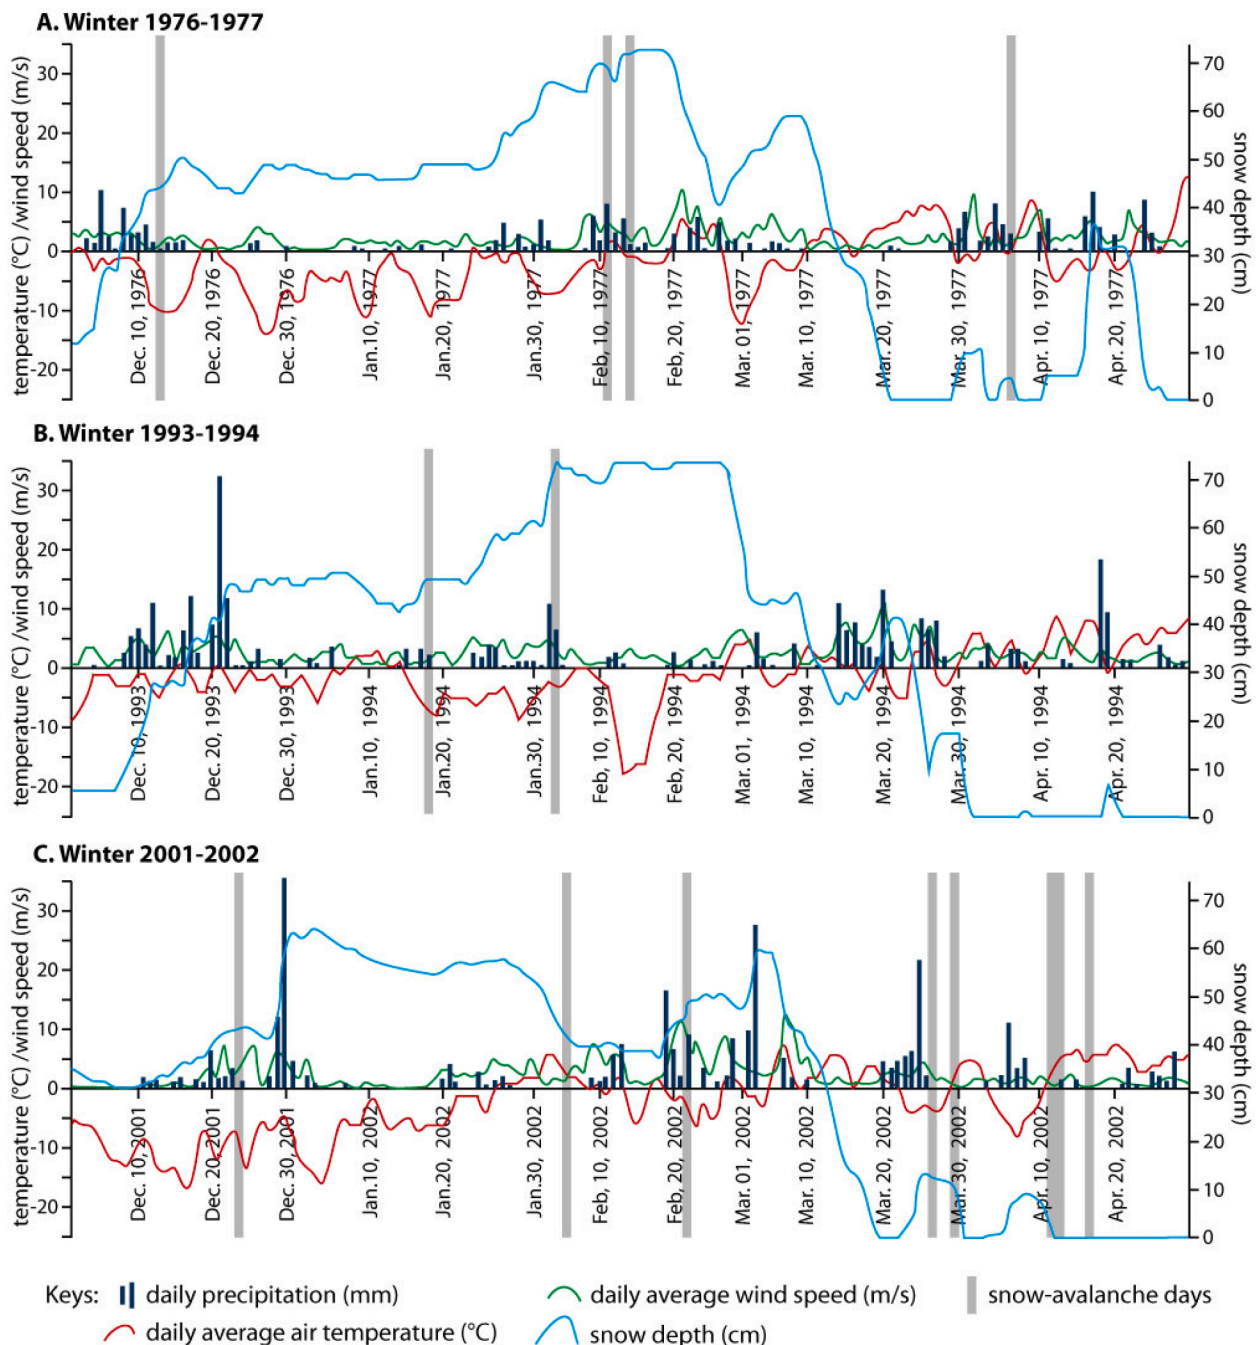 A. Winter 1976-1977
temperature (°C) /wind speed (m/s)
30
20
10
0
-10
-20
70
60
50
40
30
20
10
0
snow depth (cm)
Dec. 10, 1976
Dec. 20, 1976
Dec. 30, 1976
Jan.10, 1977
Jan.20, 1977
Jan.30, 1977
Feb, 10, 1977
Feb, 20, 1977
Mar. 01, 1977
Mar. 10, 1977
Mar. 20, 1977
Mar. 30, 1977
Apr. 10, 1977
Apr. 20, 1977
B. Winter 1993-1994
temperature (°C) /wind speed (m/s)
30
20
10
0
-10
-20
70
60
50
40
30
20
10
0
snow depth (cm)
Dec. 10, 1993
Dec. 20, 1993
Dec. 30, 1993
Jan.10, 1994
Jan.20, 1994
Jan.30, 1994
Feb, 10, 1994
Feb, 20, 1994
Mar. 01, 1994
Mar. 10, 1994
Mar. 20, 1994
Mar. 30, 1994
Apr. 10, 1994
Apr. 20, 1994
C. Winter 2001-2002
temperature (°C) /wind speed (m/s)
30
20
10
0
-10
-20
70
60
50
40
30
20
10
0
snow depth (cm)
Dec. 10, 2001
Dec. 20, 2001
Dec. 30, 2001
Jan.10, 2002
Jan.20, 2002
Jan.30, 2002
Feb, 10, 2002
Feb, 20, 2002
Mar. 01, 2002
Mar. 10, 2002
Mar. 20, 2002
Mar. 30, 2002
Apr. 10, 2002
Apr. 20, 2002
Keys: daily precipitation (mm) daily average wind speed (m/s) snow-avalanche days
daily average air temperature (°C) snow depth (cm)